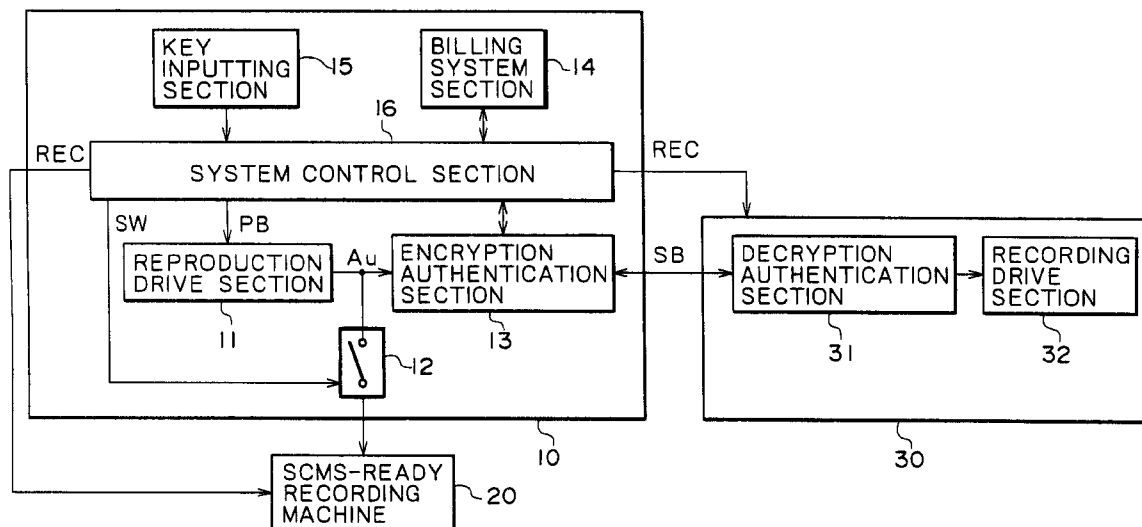 KEY
INPUTTING
SECTION
15
BILLING
SYSTEM
SECTION
14
16
REC
SYSTEM CONTROL SECTION
REC
SW
PB
REPRODUCTION
DRIVE SECTION
11
Au
ENCRYPTION
AUTHENTICATION
SECTION
13
SB
DECRYPTION
AUTHENTICATION
SECTION
31
RECORDING
DRIVE
SECTION
32
12
10
30
SCMS-READY
RECORDING
MACHINE
20